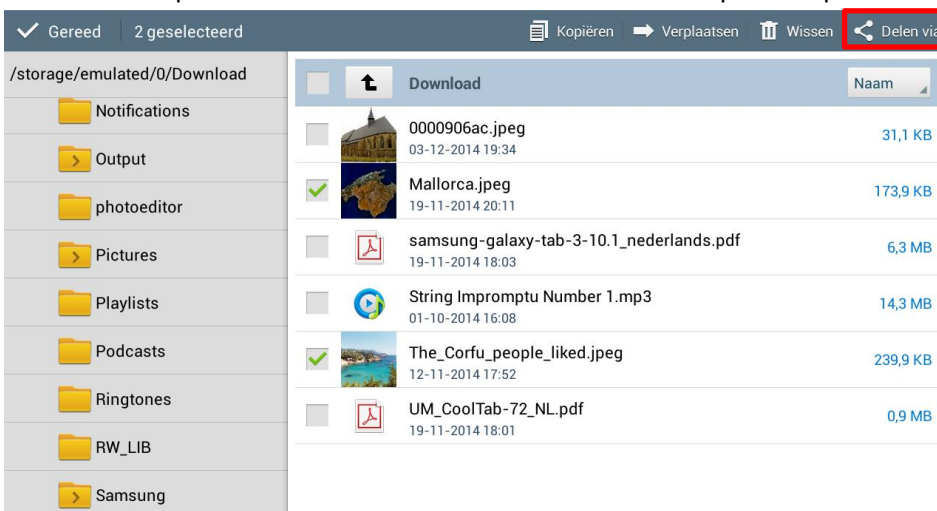 Gereed
2 geselecteerd
Kopiëren
Verplaatsen
Wissen
Delen via
/storage/emulated/0/Download
Notifications
Output
photoeditor
Pictures
Playlists
Podcasts
Ringtones
RW_LIB
Samsung
Download
Naam
0000906ac.jpeg
31,1 KB
03-12-2014 19:34
Mallorca.jpeg
173,9 KB
19-11-2014 20:11
samsung-galaxy-tab-3-10.1_nederlands.pdf
6,3 MB
19-11-2014 18:03
String Impromptu Number 1.mp3
14,3 MB
01-10-2014 16:08
The_Corfu_people_liked.jpeg
239,9 KB
12-11-2014 17:52
UM_CoolTab-72_NL.pdf
0,9 MB
19-11-2014 18:01